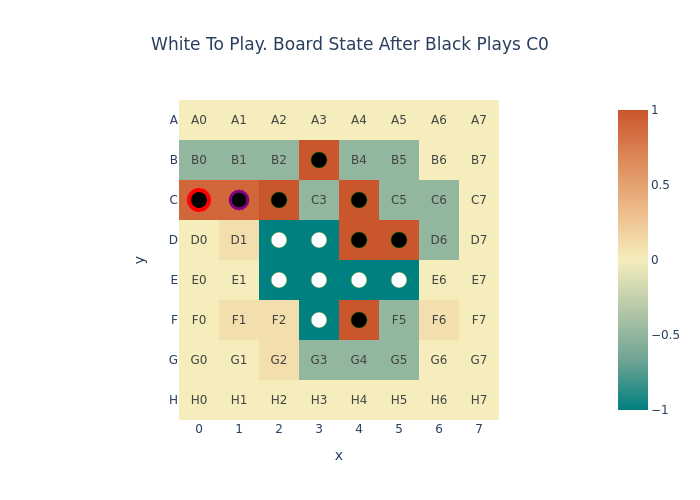 White To Play. Board State After Black Plays C0
A A0 A1 A2 A3 A4 A5 A6 A7 1
B B0 B1 B2 B4 B5 B6 B7
C C3 C5 C6 C7 0.5
D D0 D1 D6 D7
y 0
E E0 E1 E6 E7
F F0 F1 F2 F5 F6 F7 −0.5
G G0 G1 G2 G3 G4 G5 G6 G7
H H0 H1 H2 H3 H4 H5 H6 H7 −1
0 1 2 3 4 5 6 7
x